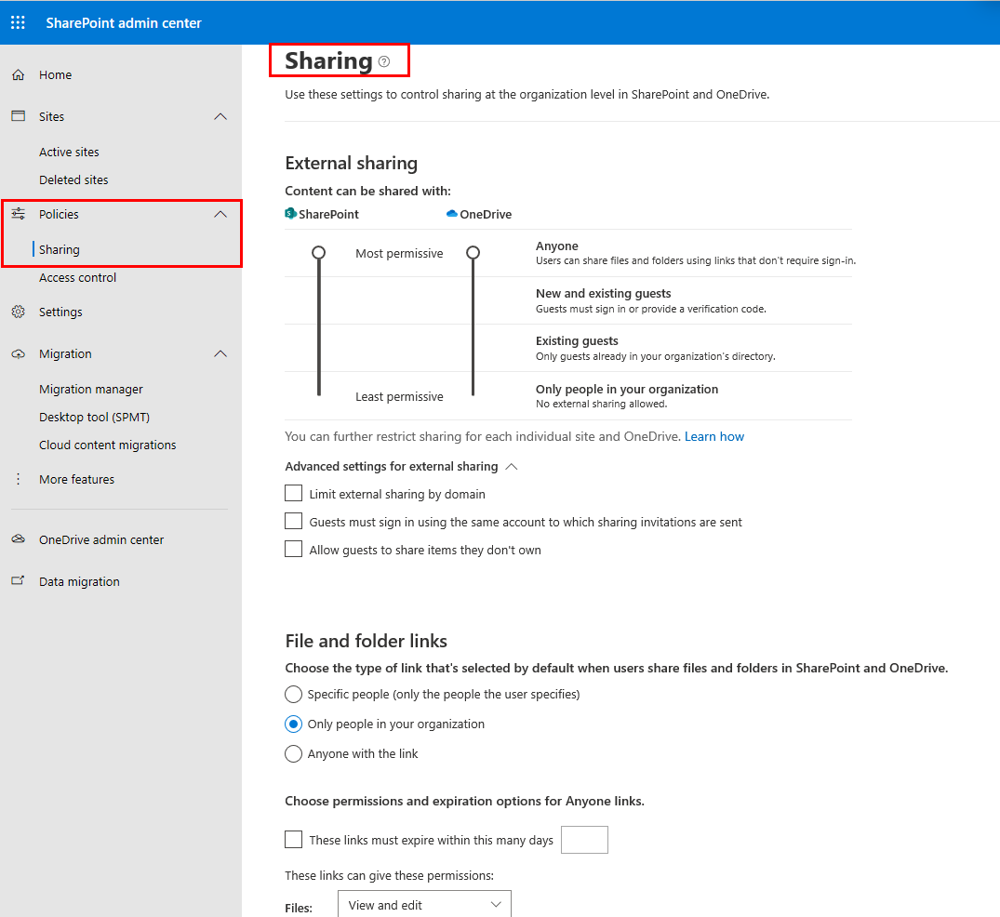 SharePoint admin center
Home
Sites
Active sites
Deleted sites
Policies
Sharing
Access control
Settings
Migration
Migration manager
Desktop tool (SPMT)
Cloud content migrations
More features
OneDrive admin center
Data migration
Sharing
Use these settings to control sharing at the organization level in SharePoint and OneDrive.
External sharing
Content can be shared with:
SharePoint
OneDrive
Most permissive
Anyone
Users can share files and folders using links that don't require sign-in.
New and existing guests
Guests must sign in or provide a verification code.
Existing guests
Only guests already in your organization's directory.
Least permissive
Only people in your organization
No external sharing allowed.
You can further restrict sharing for each individual site and OneDrive. Learn how
Advanced settings for external sharing
Limit external sharing by domain
Guests must sign in using the same account to which sharing invitations are sent
Allow guests to share items they don't own
File and folder links
Choose the type of link that's selected by default when users share files and folders in SharePoint and OneDrive.
Specific people (only the people the user specifies)
Only people in your organization
Anyone with the link
Choose permissions and expiration options for Anyone links.
These links must expire within this many days
These links can give these permissions:
Files: View and edit